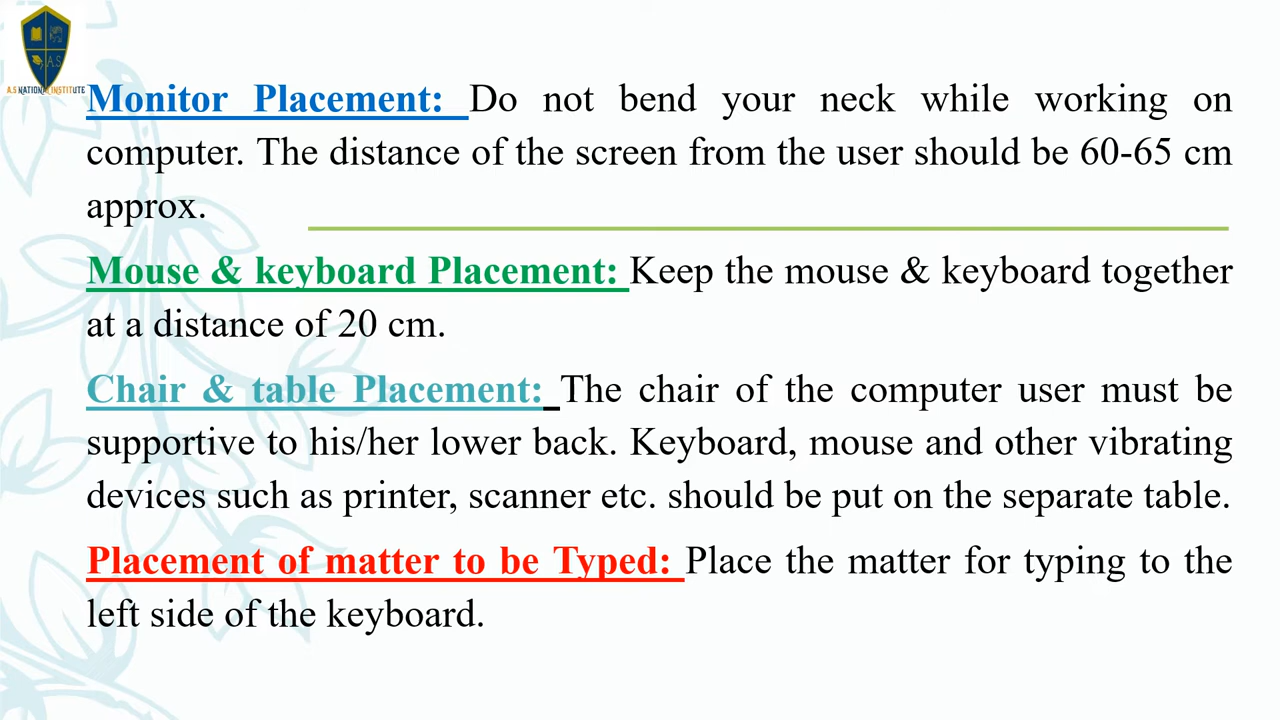 A.S NATIONAL INSTITUTE
Monitor Placement: Do not bend your neck while working on
computer. The distance of the screen from the user should be 60-65 cm
approx.
Mouse & keyboard Placement: Keep the mouse & keyboard together
at a distance of 20 cm.
Chair & table Placement: The chair of the computer user must be
supportive to his/her lower back. Keyboard, mouse and other vibrating
devices such as printer, scanner etc. should be put on the separate table.
Placement of matter to be Typed: Place the matter for typing to the
left side of the keyboard.